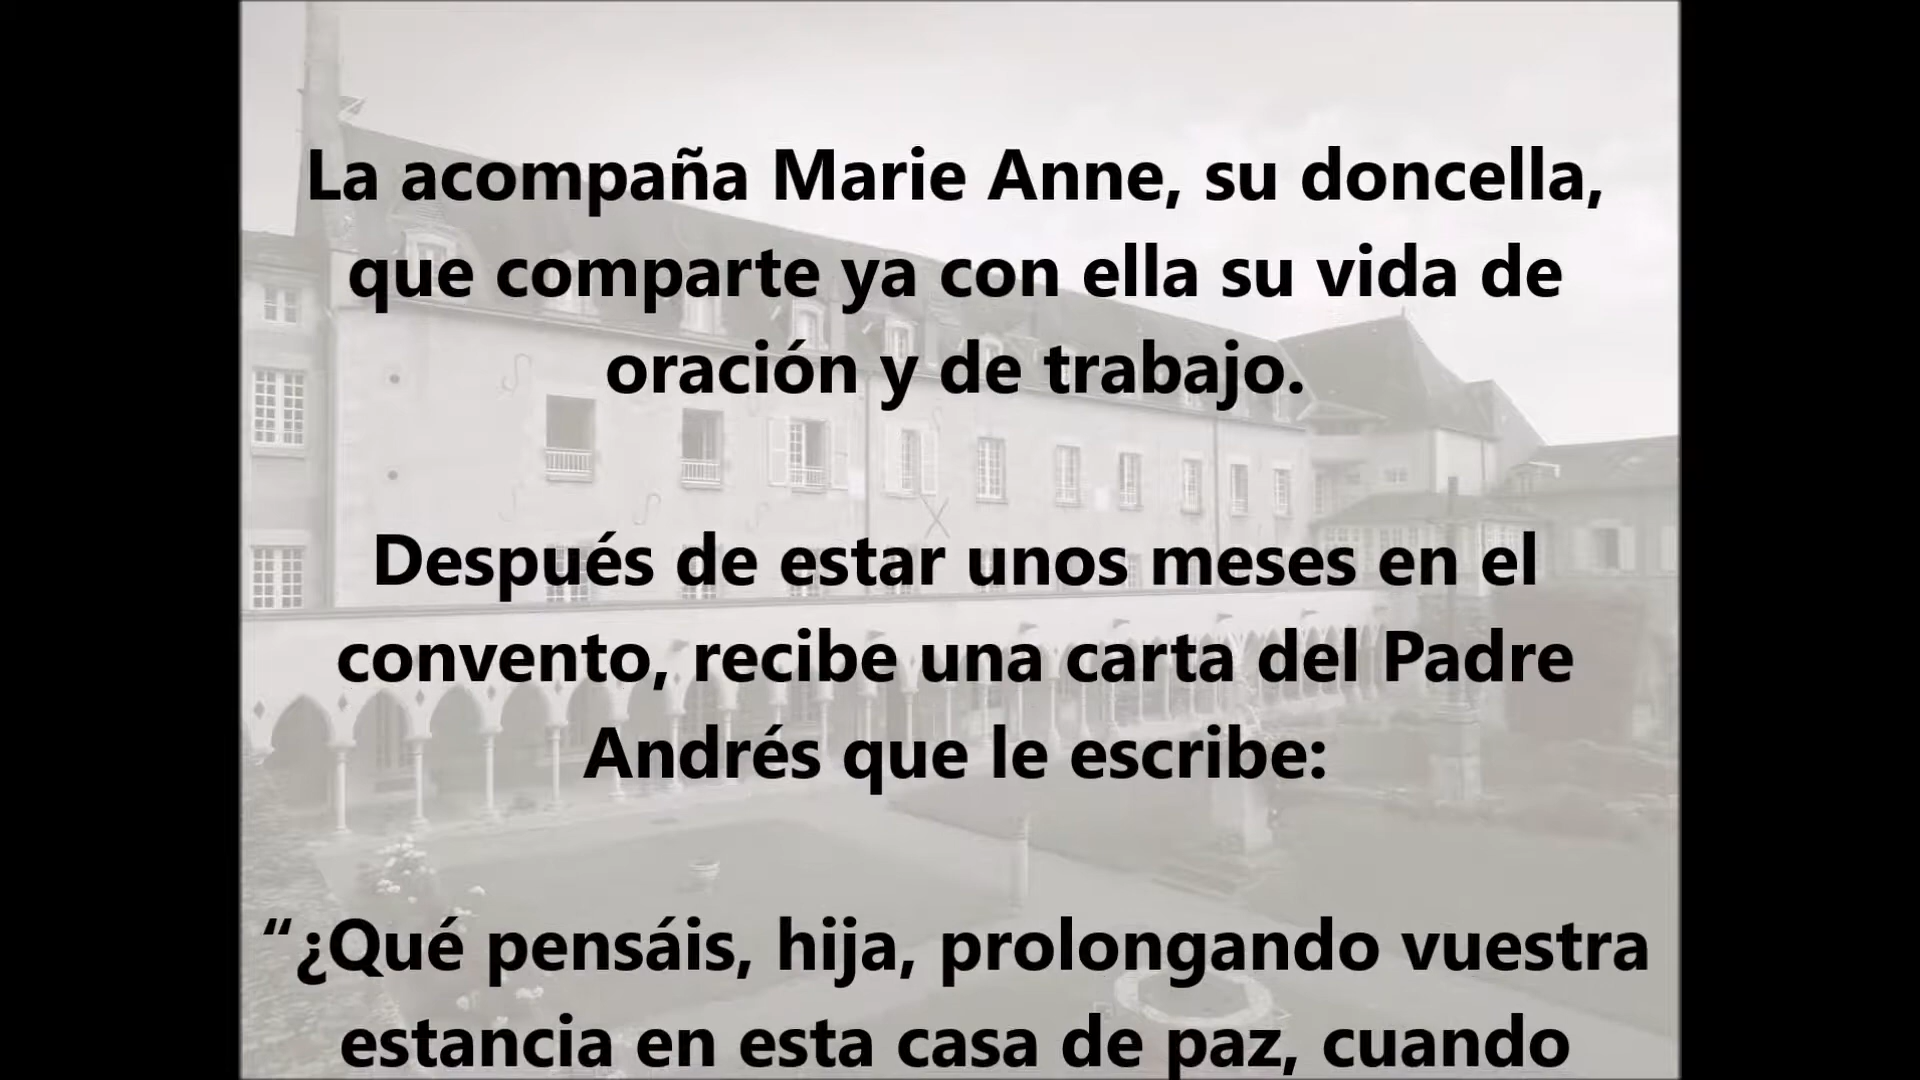 La acompaña Marie Anne, su doncella,
que comparte ya con ella su vida de
oración y de trabajo.
Después de estar unos meses en el
convento, recibe una carta del Padre
Andrés que le escribe:
“¿Qué pensáis, hija, prolongando vuestra
estancia en esta casa de paz, cuando